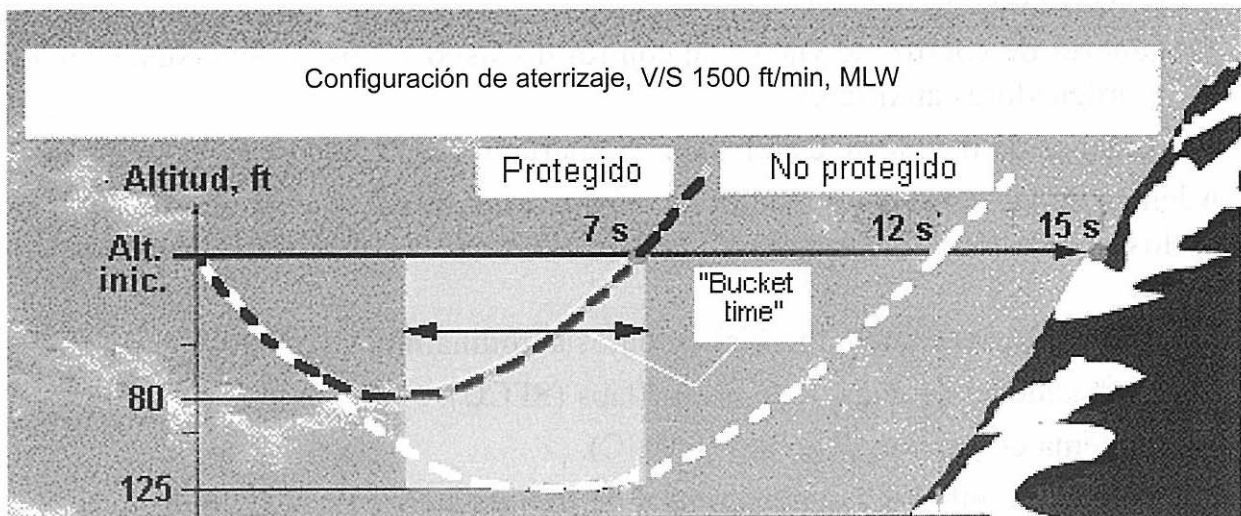 Configuración de aterrizaje, V/S 1500 ft/min, MLW
Protegido
No protegido
Altitud, ft
7 s
12 s
15 s
Alt.
inic.
"Bucket
time"
80
125